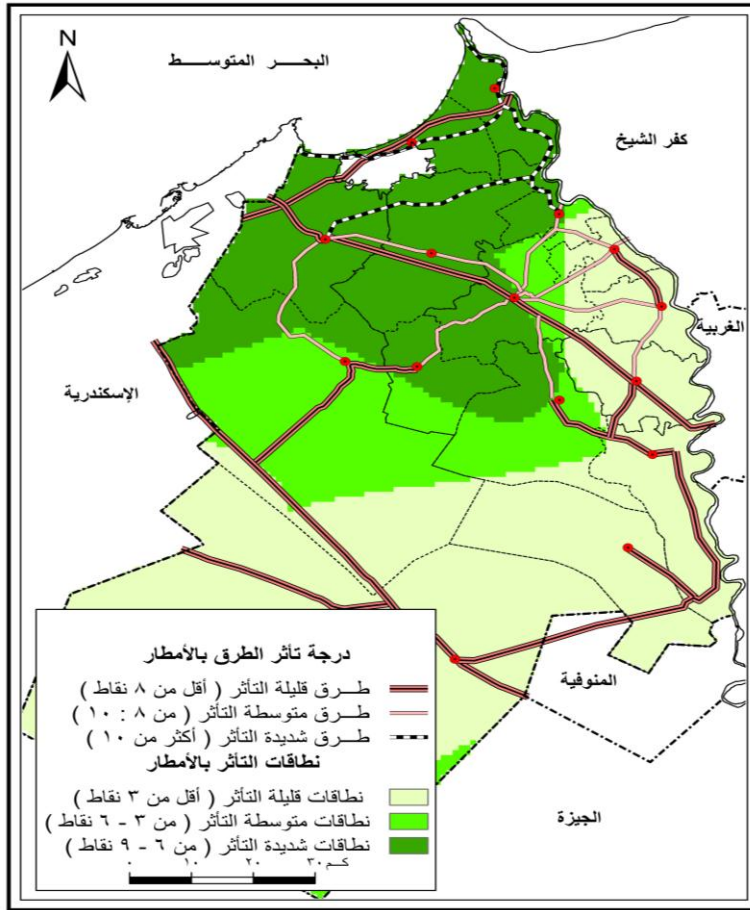 N
البحر المتوسط
كفر الشيخ
الغربية
الإسكندرية
المنوفية
الجيزة
درجة تأثر الطرق بالأمطار
طرق قليلة التأثر ( أقل من ٨ نقاط )
طرق متوسطة التأثر ( من ٨ : ١٠ )
طرق شديدة التأثر ( أكثر من ١٠ )
نطاقات التأثر بالأمطار
نطاقات قليلة التأثر ( أقل من ٣ نقاط )
نطاقات متوسطة التأثر ( من ٣ - ٦ نقاط )
نطاقات شديدة التأثر ( من ٦ - ٩ نقاط )
٠ ١٠ ٢٠ ٣٠ كم